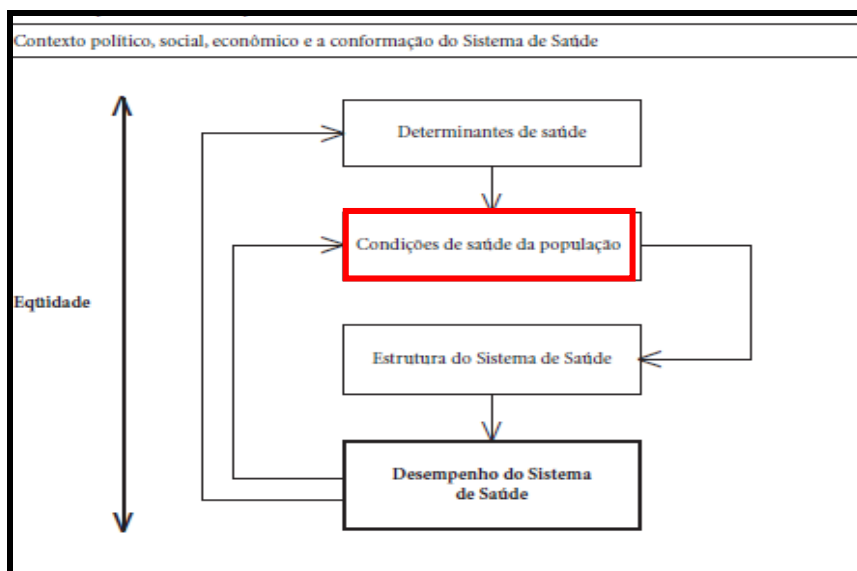 Contexto político, social, econômico e a conformação do Sistema de Saúde
Determinantes de saúde
Condições de saúde da população
Eqüidade
Estrutura do Sistema de Saúde
Desempenho do Sistema
de Saúde